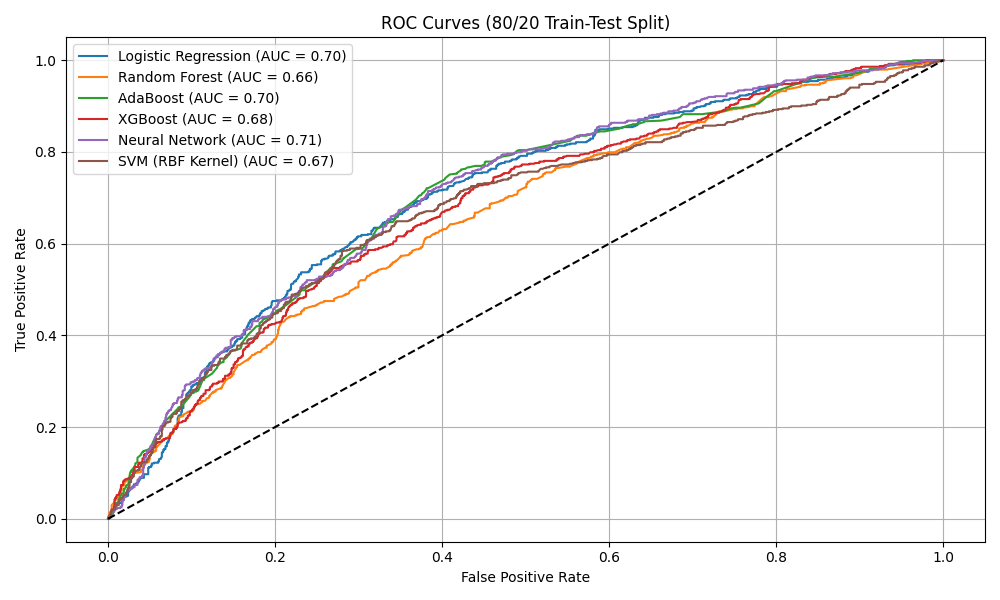 ROC Curves (80/20 Train-Test Split)
Logistic Regression (AUC = 0.70)
Random Forest (AUC = 0.66)
AdaBoost (AUC = 0.70)
XGBoost (AUC = 0.68)
Neural Network (AUC = 0.71)
SVM (RBF Kernel) (AUC = 0.67)
True Positive Rate
1.0
0.8
0.6
0.4
0.2
0.0
0.0 0.2 0.4 0.6 0.8 1.0
False Positive Rate